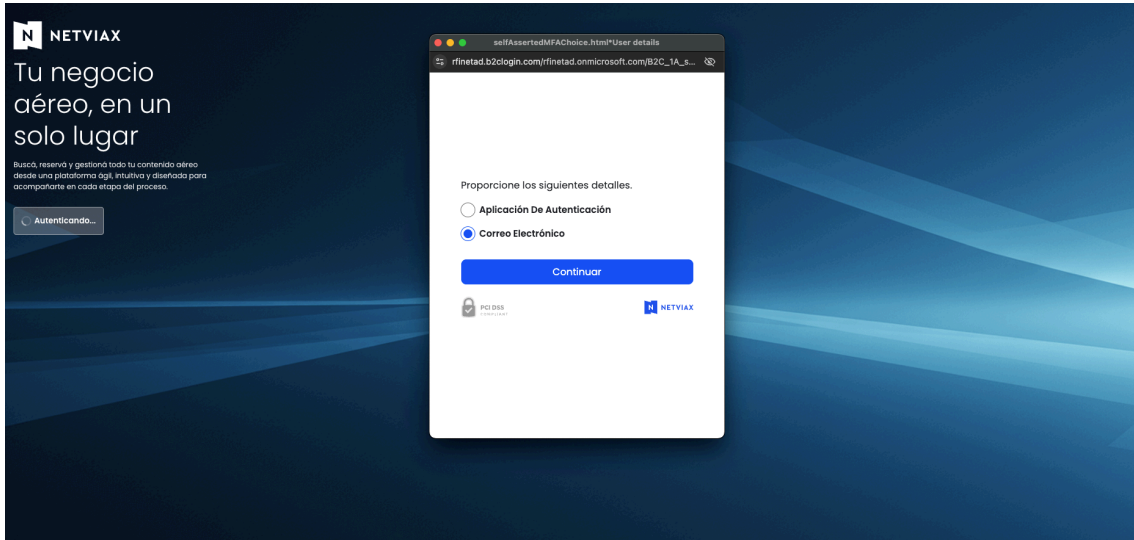 NETVIAX
Tu negocio
aéreo, en un
solo lugar
Buscá, reservá y gestioná todo tu contenido aéreo
desde una plataforma ágil, intuitiva y diseñada para
acompañarte en cada etapa del proceso.
Autenticando...
selfAssertedMFAChoice.html*User details
rfinetad.b2clogin.com/rfinetad.onmicrosoft.com/B2C_1A_s...
Proporcione los siguientes detalles.
Aplicación De Autenticación
Correo Electrónico
Continuar
PCI DSS
COMPLIANT
NETVIAX